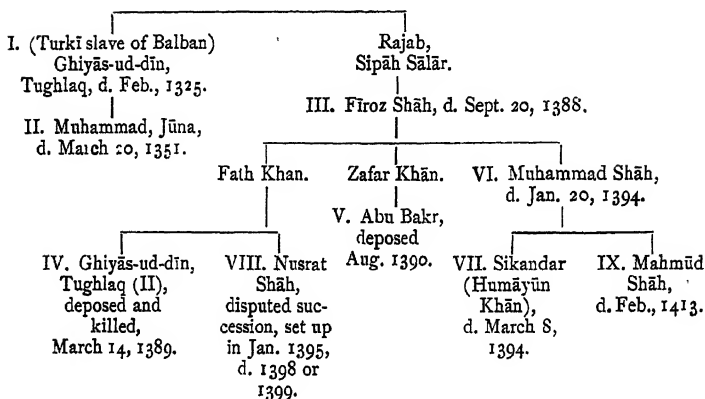 I. (Turkī slave of Balban)
Ghiyās-ud-dīn,
Tughlaq, d. Feb., 1325.
Rajab,
Sipāh Sālār.
II. Muhammad, Jūna,
d. March 20, 1351.
III. Fīroz Shāh, d. Sept. 20, 1388.
Fath Khan.
Zafar Khān.
VI. Muhammad Shāh,
d. Jan. 20, 1394.
V. Abu Bakr,
deposed
Aug. 1390.
IV. Ghiyās-ud-dīn,
Tughlaq (II),
deposed and
killed,
March 14, 1389.
VIII. Nusrat
Shāh,
disputed suc-
cession, set up
in Jan. 1395,
d. 1398 or
1399.
VII. Sikandar
(Humāyūn
Khān),
d. March 8,
1394.
IX. Mahmūd
Shāh,
d. Feb., 1413.